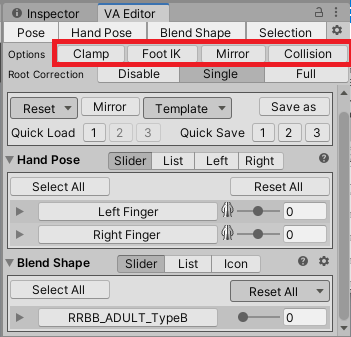 Inspector VA Editor
Pose Hand Pose Blend Shape Selection
Options Clamp Foot IK Mirror Collision
Root Correction Disable Single Full
Reset Mirror Template Save as
Quick Load 1 2 3 Quick Save 1 2 3
Hand Pose Slider List Left Right ?
Select All Reset All
Left Finger 0
Right Finger 0
Blend Shape Slider List Icon ?
Select All Reset All
RRBB_ADULT_TypeB 0